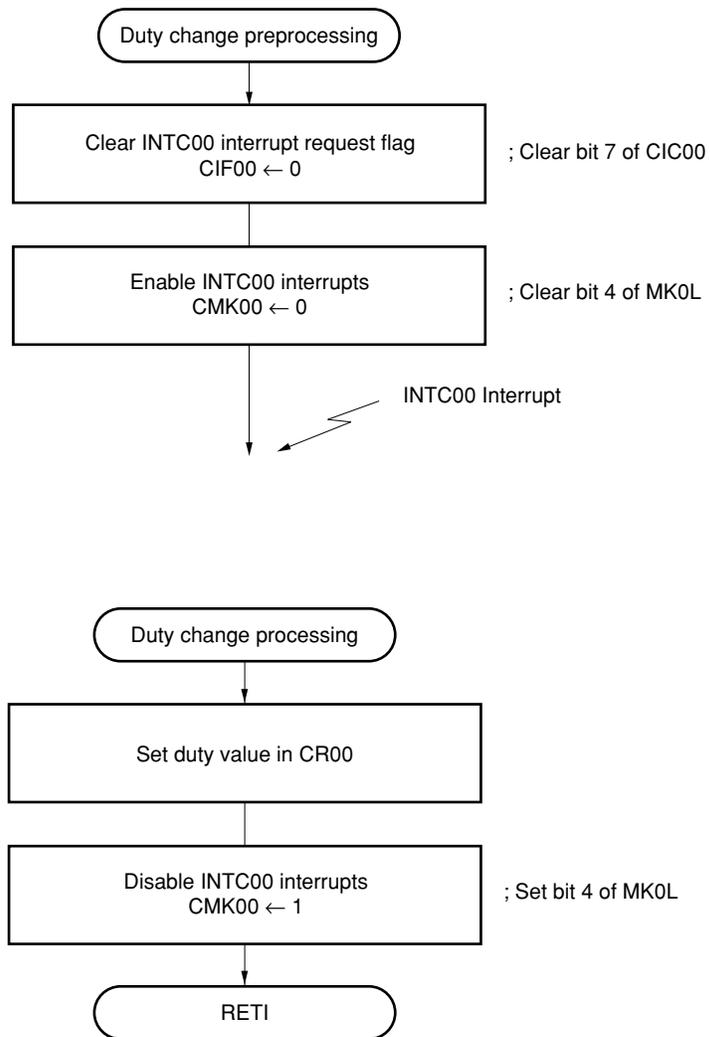 Duty change preprocessing
Clear INTC00 interrupt request flag
CIF00 ← 0
; Clear bit 7 of CIC00
Enable INTC00 interrupts
CMK00 ← 0
; Clear bit 4 of MK0L
INTC00 Interrupt
Duty change processing
Set duty value in CR00
Disable INTC00 interrupts
CMK00 ← 1
; Set bit 4 of MK0L
RETI